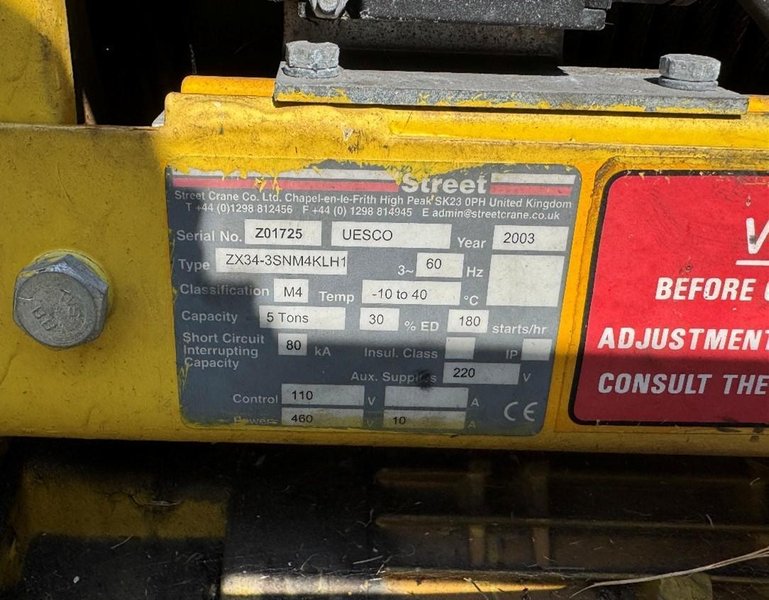 Street
Street Crane Co. Ltd. Chapel-en-le-Frith High Peak SK23 0PH United Kingdom
T +44 (0)1298 812456 F +44 (0) 1298 814945 E admin@streetcrane.co.uk
Serial No. Z01725 UESCO Year 2003
Type ZX34-3SNM4KLH1 3~ 60 Hz
Classification M4 Temp -10 to 40 °C
Capacity 5 Tons 30 % ED 180 starts/hr
Short Circuit
Interrupting
Capacity
80 kA Insul. Class IP
Aux. Supplies 220 V
Control 110 V A
Power 460 V 10 A
CE
BEFORE
ADJUSTMENT
CONSULT THE